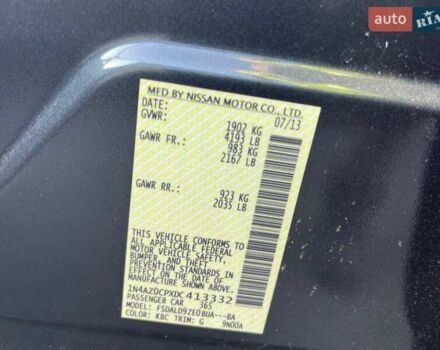 auto.ria
MFD BY NISSAN MOTOR CO., LTD.
DATE: 07/13
GVWR: 1902 KG
4193 LB
GAWR FR.: 983 KG
2167 LB
GAWR RR.: 923 KG
2035 LB
THIS VEHICLE CONFORMS TO ALL
APPLICABLE FEDERAL MOTOR
VEHICLE SAFETY, BUMPER, AND THEFT
PREVENTION STANDARDS IN EFFECT
ON THE DATE OF MANUFACTURE
SHOWN ABOVE.
1N4AZ0CPXDC413332
PASSENGER CAR 365
MODEL: FSDALD9ZE0BUA---BA
COLOR: KBC TRIM: G 9N00A